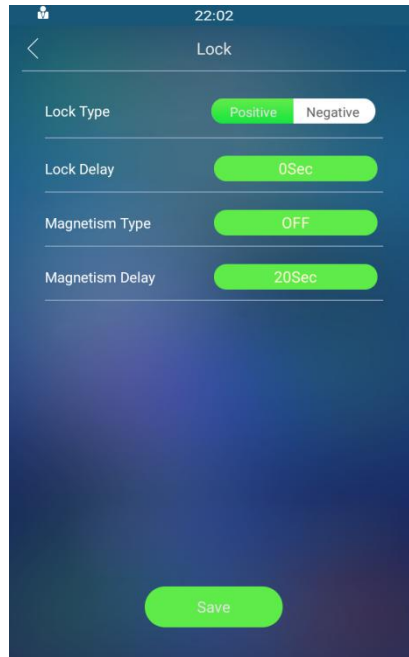 22:02
Lock
Lock Type Positive Negative
Lock Delay 0Sec
Magnetism Type OFF
Magnetism Delay 20Sec
Save